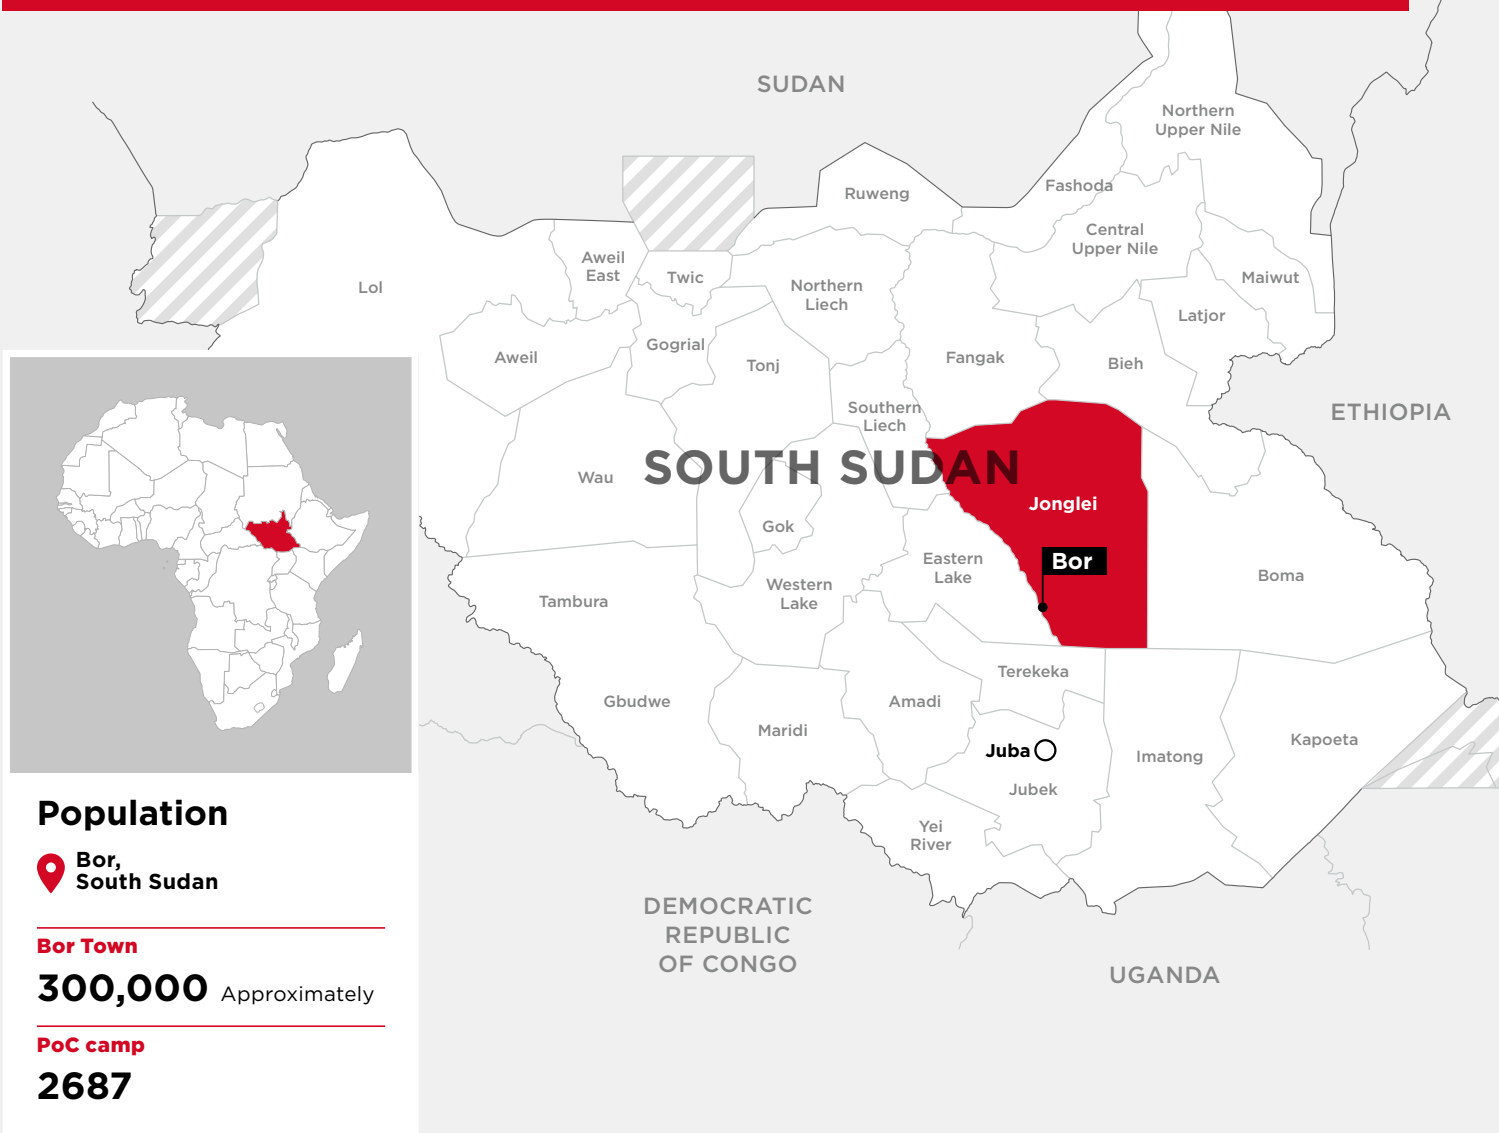 SUDAN
Northern
Upper Nile
Fashoda
Ruweng
Central
Upper Nile
Aweil
East
Twic
Maiwut
Lol
Northern
Liech
Latjor
Gogrial
Aweil
Tonj
Fangak
Bieh
Southern
Liech
ETHIOPIA
SOUTH SUDAN
Wau
Jonglei
Gok
Eastern
Lake
Bor
Boma
Western
Lake
Tambura
Terekeka
Gbudwe
Amadi
Maridi
Juba
Imatong
Kapoeta
Jubek
Yei
River
DEMOCRATIC
REPUBLIC
OF CONGO
UGANDA
Population
Bor,
South Sudan
Bor Town
300,000 Approximately
PoC camp
2687